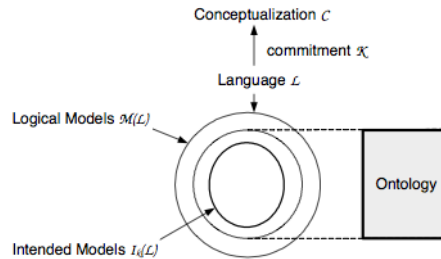 Conceptualization C
commitment K
Language L
Logical Models M(L)
Ontology
Intended Models Iₖ(L)